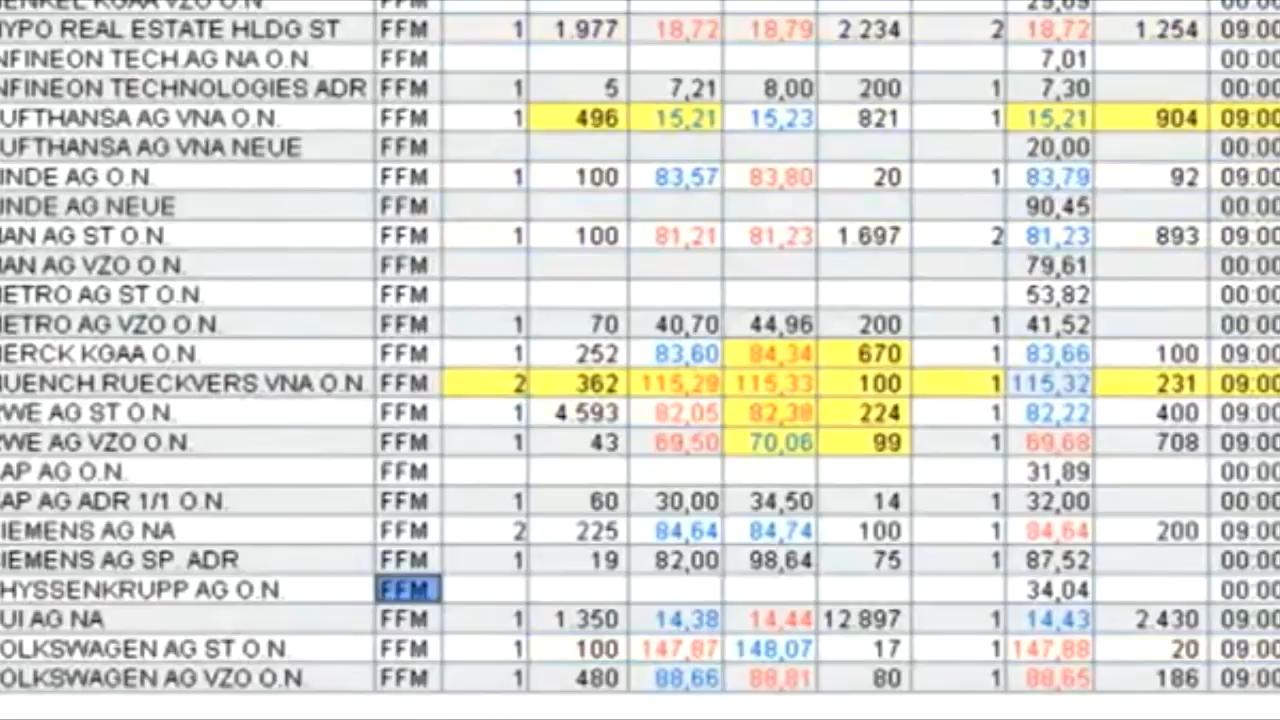 ENKEL KGAA VZO O.N. FFM 00:00
YPO REAL ESTATE HLDG ST FFM 1 1.977 18,72 18,79 2.234 2 18,72 1.254 09:00
NFINEON TECH.AG NA O.N. FFM 7,01 00:00
NFINEON TECHNOLOGIES ADR FFM 1 5 7,21 8,00 200 1 7,30 00:00
UFTHANSA AG VNA O.N. FFM 1 496 15,21 15,23 821 1 15,21 904 09:00
UFTHANSA AG VNA NEUE FFM 20,00 00:00
INDE AG O.N. FFM 1 100 83,57 83,80 20 1 83,79 92 09:00
INDE AG NEUE FFM 90,45 00:00
AN AG ST O.N. FFM 1 100 81,21 81,23 1.697 2 81,23 893 09:00
AN AG VZO O.N. FFM 79,61 00:00
ETRO AG ST O.N. FFM 53,82 00:00
ETRO AG VZO O.N. FFM 1 70 40,70 44,96 200 1 41,52 00:00
ERCK KGAA O.N. FFM 1 252 83,60 84,34 670 1 83,66 100 09:00
UENCH.RUECKVERS.VNA O.N. FFM 2 362 115,29 115,33 100 1 115,32 231 09:00
WE AG ST O.N. FFM 1 4.593 82,05 82,38 224 1 82,22 400 09:00
WE AG VZO O.N. FFM 1 43 69,50 70,06 99 1 69,68 708 09:00
AP AG O.N. FFM 31,89 00:00
AP AG ADR 1/1 O.N. FFM 1 60 30,00 34,50 14 1 32,00 00:00
IEMENS AG NA FFM 2 225 84,64 84,74 100 1 84,64 200 09:00
IEMENS AG SP. ADR FFM 1 19 82,00 98,64 75 1 87,52 00:00
HYSSENKRUPP AG O.N. FFM 34,04 00:00
UI AG NA FFM 1 1.350 14,38 14,44 12.897 1 14,43 2.430 09:00
OLKSWAGEN AG ST O.N. FFM 1 100 147,87 148,07 17 1 147,88 20 09:00
OLKSWAGEN AG VZO O.N. FFM 1 480 88,66 88,81 80 1 88,65 186 09:00